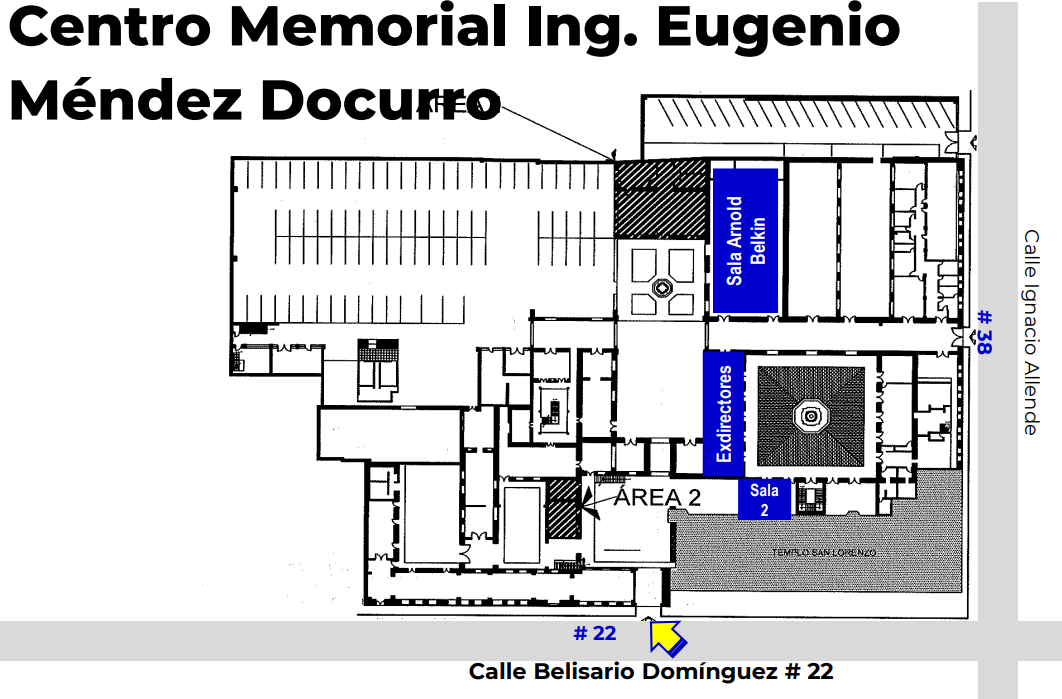 Centro Memorial Ing. Eugenio
Méndez Docurro
ÁREA
Sala Arnold
Belkin
Calle Ignacio Allende
# 38
Exdirectores
Sala
2
ÁREA 2
TEMPLO SAN LORENZO
# 22
Calle Belisario Domínguez # 22